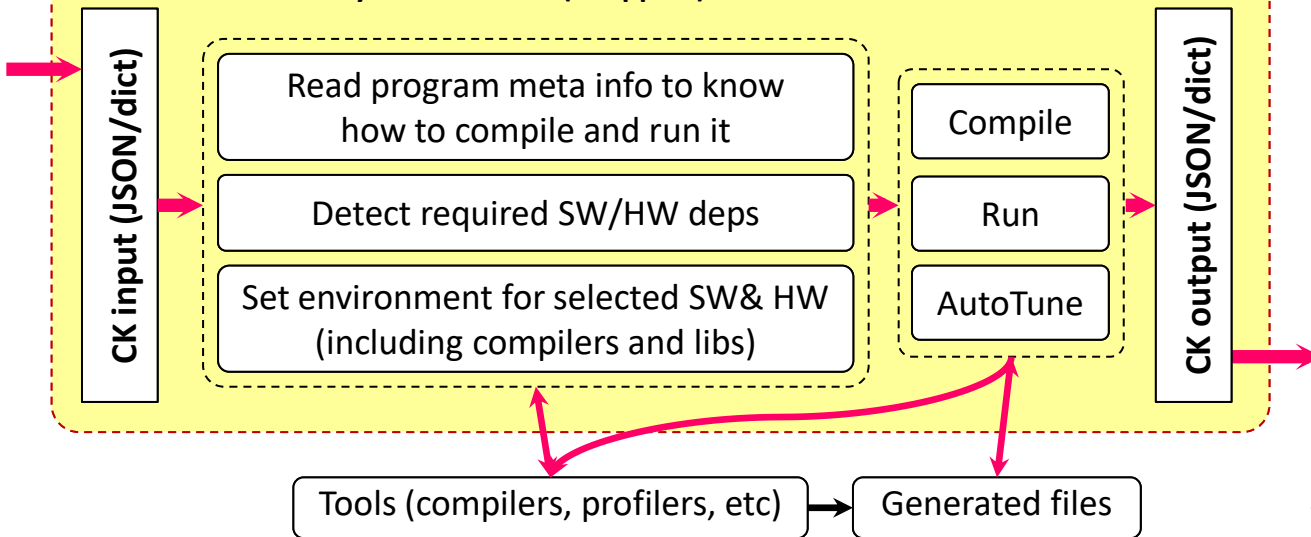 CK input (JSON/dict)
Read program meta info to know
how to compile and run it
Detect required SW/HW deps
Set environment for selected SW& HW
(including compilers and libs)
Compile
Run
AutoTune
CK output (JSON/dict)
Tools (compilers, profilers, etc)
Generated files